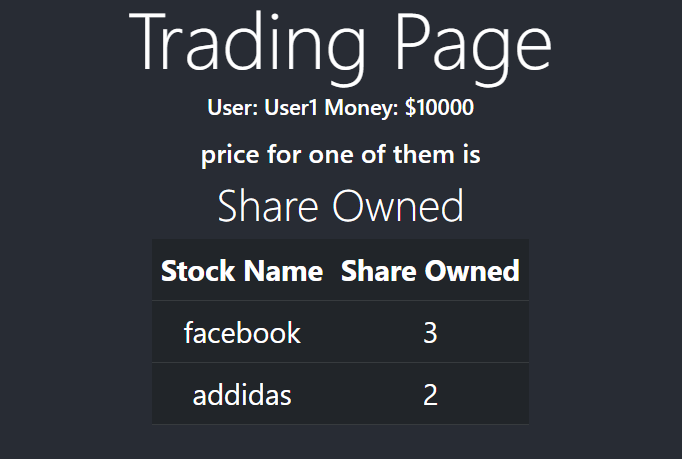 Trading Page
User: User1 Money: $10000
price for one of them is
Share Owned
Stock Name Share Owned
facebook 3
addidas 2